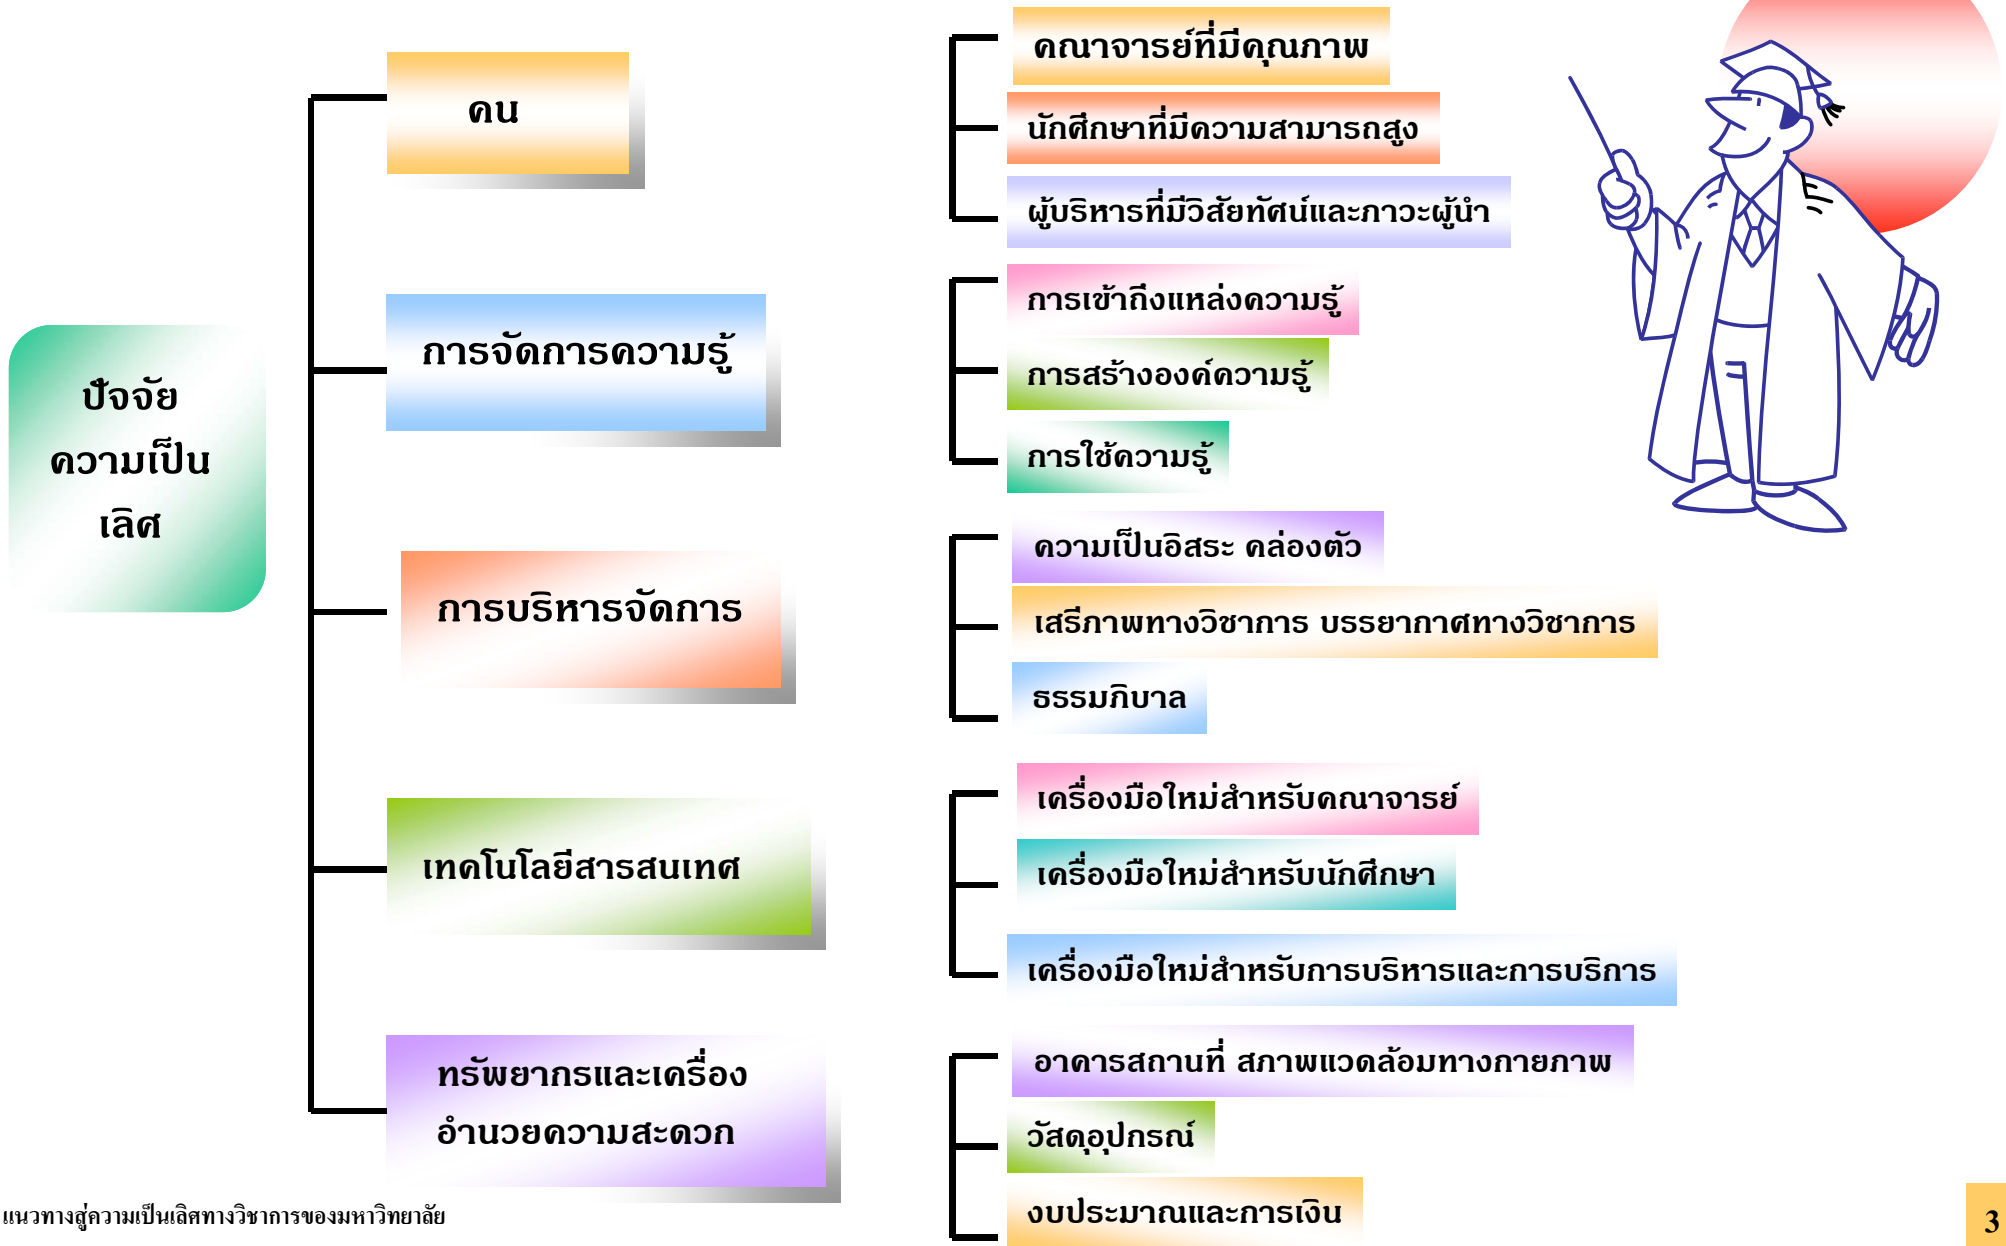 ปัจจัย
ความเป็น
เลิศ
คน
คณาจารย์ที่มีคุณภาพ
นักศึกษาที่มีความสามารถสูง
ผู้บริหารที่มีวิสัยทัศน์และภาวะผู้นำ
การจัดการความรู้
การเข้าถึงแหล่งความรู้
การสร้างองค์ความรู้
การใช้ความรู้
การบริหารจัดการ
ความเป็นอิสระ คล่องตัว
เสรีภาพทางวิชาการ บรรยากาศทางวิชาการ
ธรรมภิบาล
เทคโนโลยีสารสนเทศ
เครื่องมือใหม่สำหรับคณาจารย์
เครื่องมือใหม่สำหรับนักศึกษา
เครื่องมือใหม่สำหรับการบริหารและการบริการ
ทรัพยากรและเครื่อง
อำนวยความสะดวก
อาคารสถานที่ สภาพแวดล้อมทางกายภาพ
วัสดุอุปกรณ์
งบประมาณและการเงิน
แนวทางสู่ความเป็นเลิศทางวิชาการของมหาวิทยาลัย
3